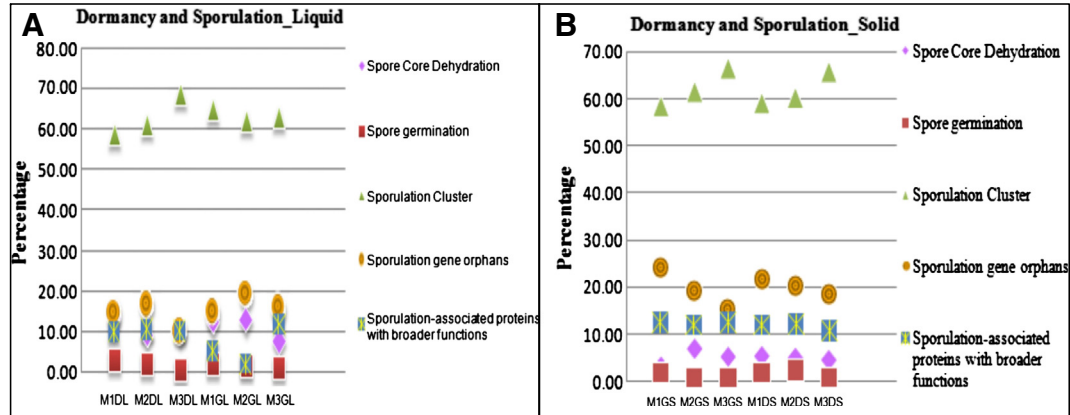 A
Dormancy and Sporulation_Liquid
80.00
70.00
60.00
50.00
40.00
30.00
20.00
10.00
0.00
Percentage
M1DL M2DL M3DL M1GL M2GL M3GL
Spore Core Dehydration
Spore germination
Sporulation Cluster
Sporulation gene orphans
Sporulation-associated proteins
with broader functions
B
Dormancy and Sporulation_Solid
70.00
60.00
50.00
40.00
30.00
20.00
10.00
0.00
Percentage
M1GS M2GS M3GS M1DS M2DS M3DS
Spore Core Dehydration
Spore germination
Sporulation Cluster
Sporulation gene orphans
Sporulation-associated
proteins with broader
functions